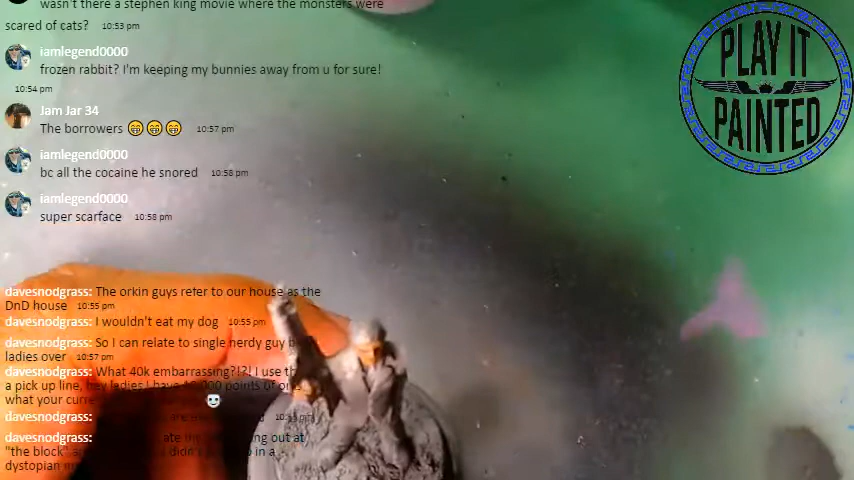 wasn't there a stephen king movie where the monsters were
scared of cats? 10:53 pm
iamlegend0000
frozen rabbit? I'm keeping my bunnies away from u for sure!
10:54 pm
Jam Jar 34
The borrowers 😁😁😁 10:57 pm
iamlegend0000
bc all the cocaine he snored 10:58 pm
iamlegend0000
super scarface 10:58 pm
PLAY IT
PAINTED
davesnodgrass: The orkin guys refer to our house as the
DnD house 10:55 pm
davesnodgrass: I wouldn't eat my dog 10:55 pm
davesnodgrass: So I can relate to single nerdy guy
ladies over 10:57 pm
davesnodgrass: What 40k embarrassing?!?! I use
a pick up line, hey ladies I have points of
what your
davesnodgrass:
davesnodgrass: out at
"the block" in a
dystopian